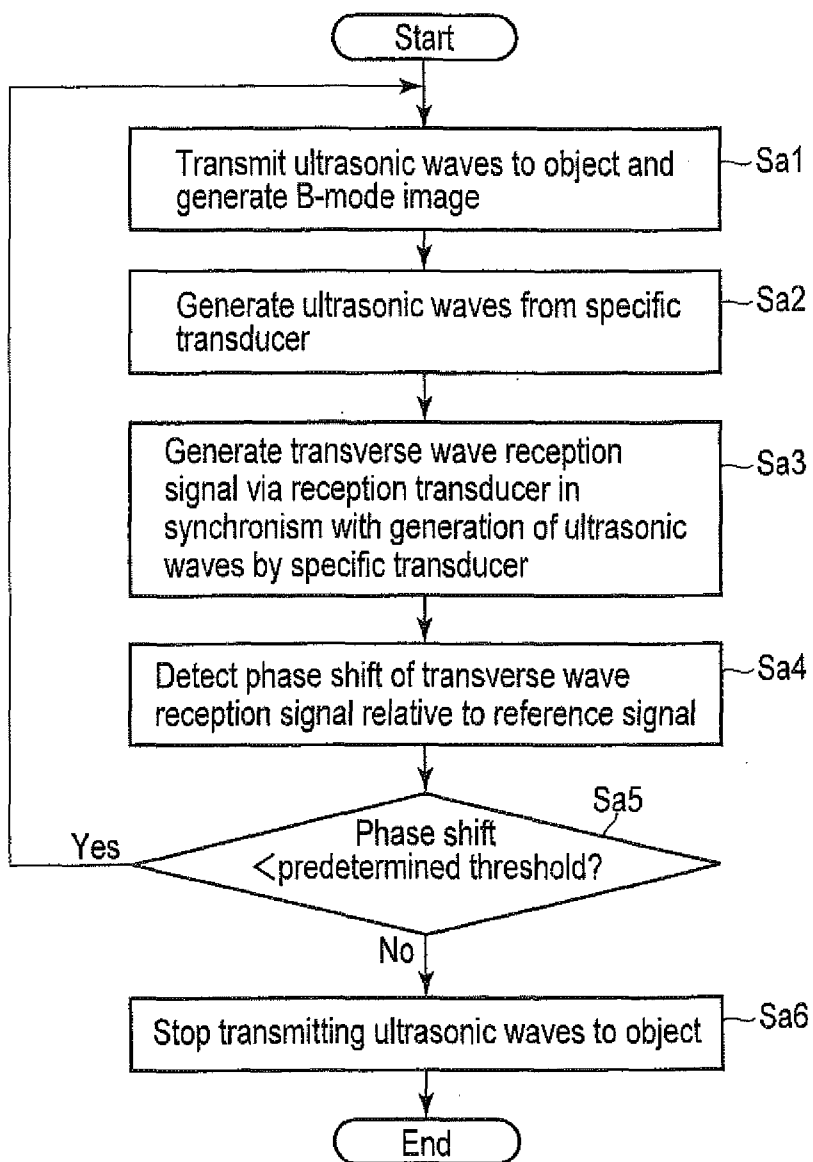 Start
Transmit ultrasonic waves to object and
generate B-mode image
Sa1
Generate ultrasonic waves from specific
transducer
Sa2
Generate transverse wave reception
signal via reception transducer in
synchronism with generation of ultrasonic
waves by specific transducer
Sa3
Detect phase shift of transverse wave
reception signal relative to reference signal
Sa4
Sa5
Phase shift
<predetermined threshold?
Yes
No
Stop transmitting ultrasonic waves to object
Sa6
End